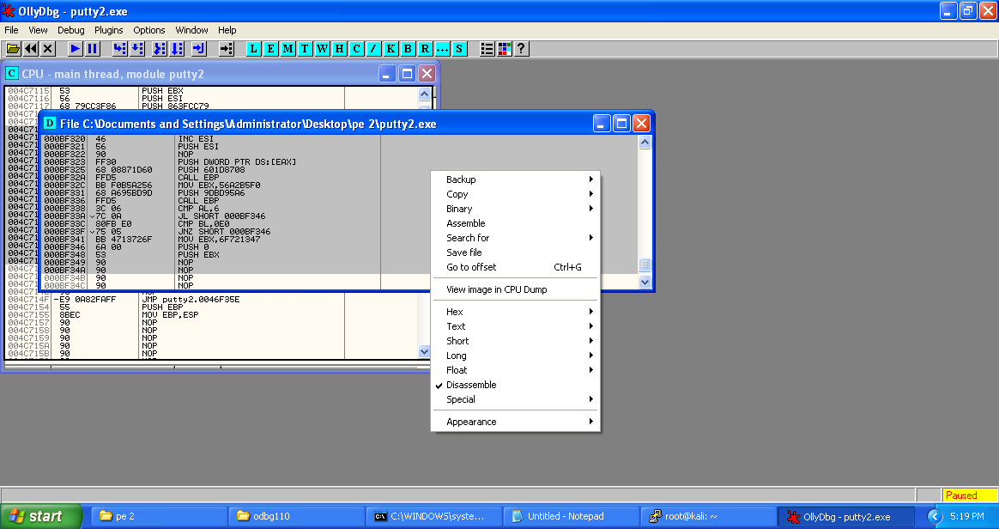 OllyDbg - putty2.exe
File View Debug Plugins Options Window Help
L E M T W H C / K B R ... S ?
C CPU - main thread, module putty2
004C7115 53 PUSH EBX
004C7116 56 PUSH ESI
004C7117 68 79CC3F86 PUSH 863FCC79
D File C:\Documents and Settings\Administrator\Desktop\pe 2\putty2.exe
000BF320 46 INC ESI
000BF321 56 PUSH ESI
000BF322 90 NOP
000BF323 FF30 PUSH DWORD PTR DS:[EAX]
000BF325 68 08871D60 PUSH 601D8708
000BF32A FFD5 CALL EBP
000BF32C BB F0B5A256 MOV EBX,56A2B5F0
000BF331 68 A695BD9D PUSH 9DBD95A6
000BF336 FFD5 CALL EBP
000BF338 3C 06 CMP AL,6
000BF33A 7C 0A JL SHORT 000BF346
000BF33C 80FB E0 CMP BL,0E0
000BF33F 75 05 JNZ SHORT 000BF346
000BF341 BB 4713726F MOV EBX,6F721347
000BF346 6A 00 PUSH 0
000BF348 53 PUSH EBX
000BF349 90 NOP
000BF34A 90 NOP
000BF34B 90 NOP
000BF34C 90 NOP
004C714F -E9 0A82FAFF JMP putty2.0046F35E
004C7154 55 PUSH EBP
004C7155 8BEC MOV EBP,ESP
004C7157 90 NOP
004C7158 90 NOP
004C7159 90 NOP
004C715A 90 NOP
004C715B 90 NOP
Backup
Copy
Binary
Assemble
Search for
Save file
Go to offset Ctrl+G
View image in CPU Dump
Hex
Text
Short
Long
Float
Disassemble
Special
Appearance
Paused
start pe 2 odbg110 C:\WINDOWS\syste... Untitled - Notepad root@kali: ~ OllyDbg - putty2.exe 5:19 PM